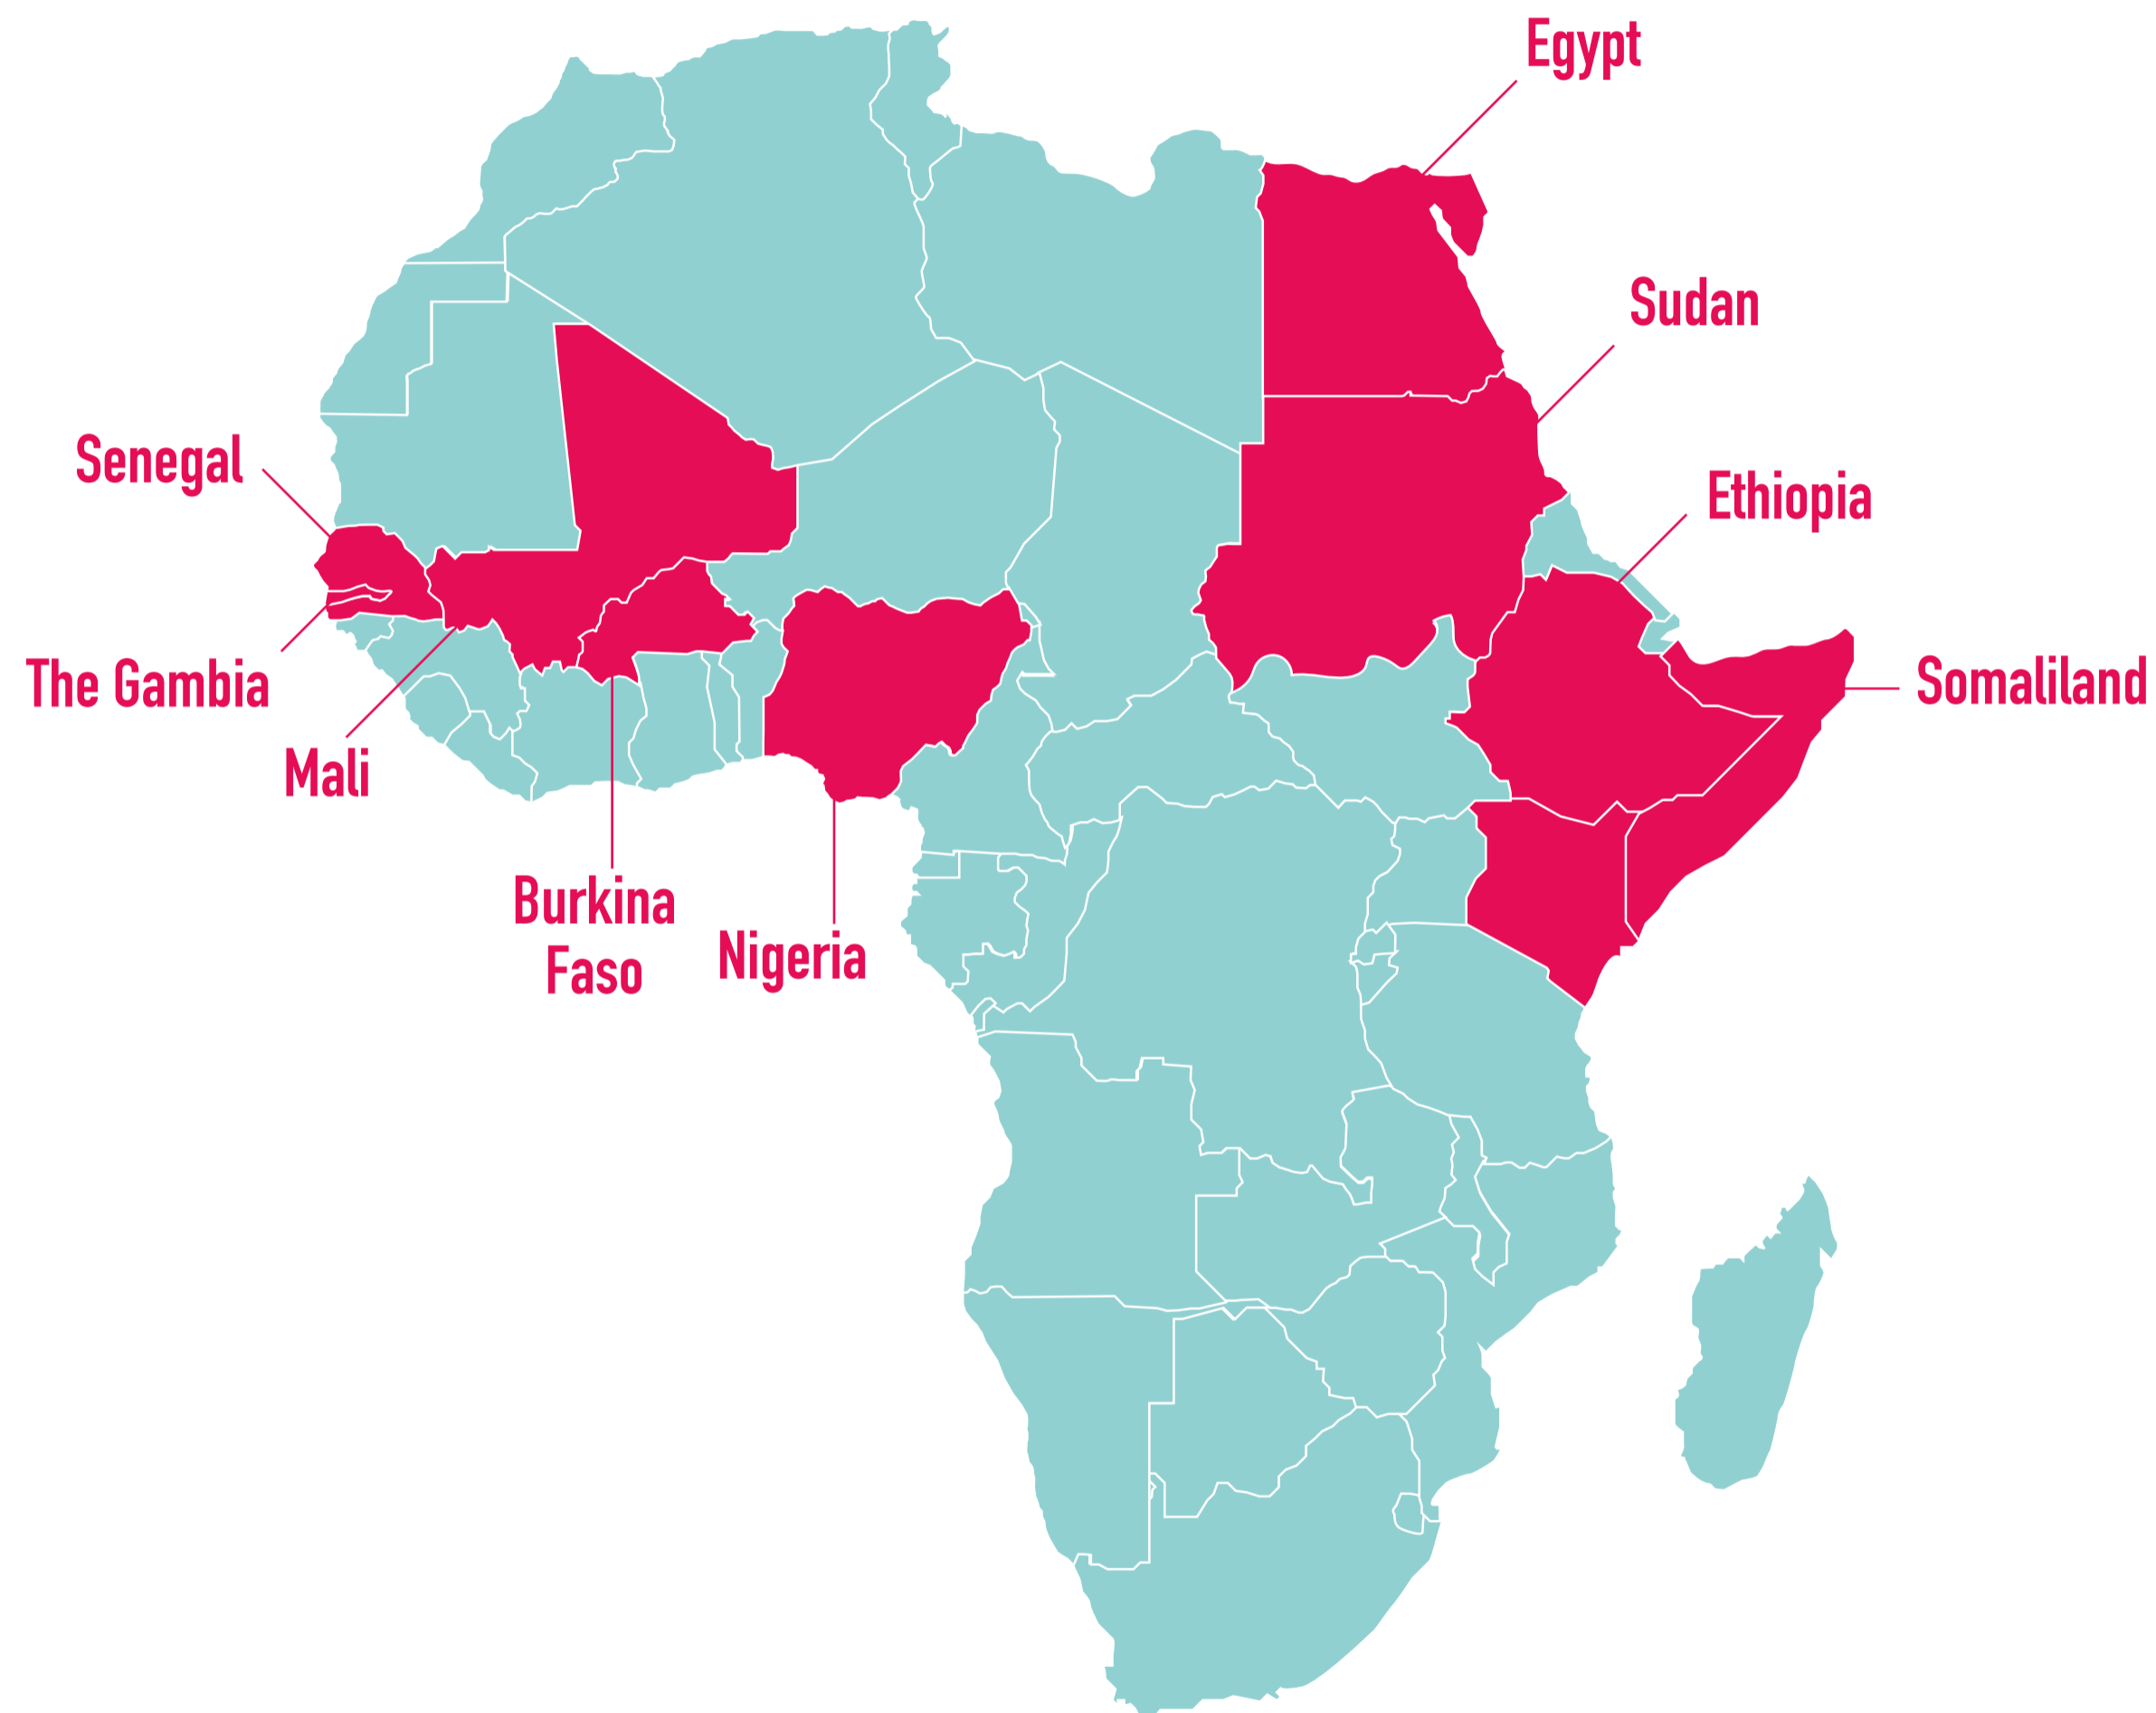 Egypt
Sudan
Senegal
Ethiopia
The Gambia
Somaliland
Mali
Burkina
Faso
Nigeria